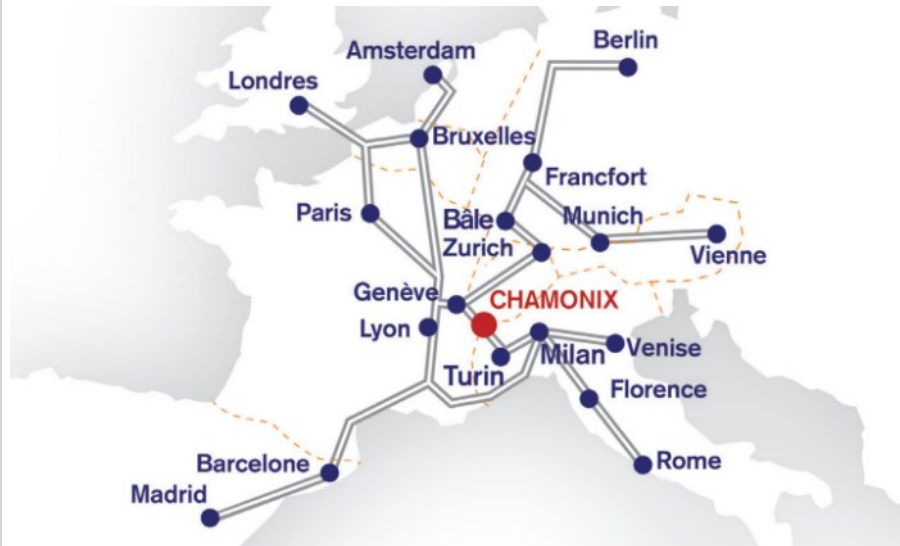 Berlin
Amsterdam
Londres
Bruxelles
Francfort
Paris
Bâle
Munich
Zurich
Vienne
Genève
CHAMONIX
Lyon
Milan
Venise
Turin
Florence
Barcelone
Rome
Madrid